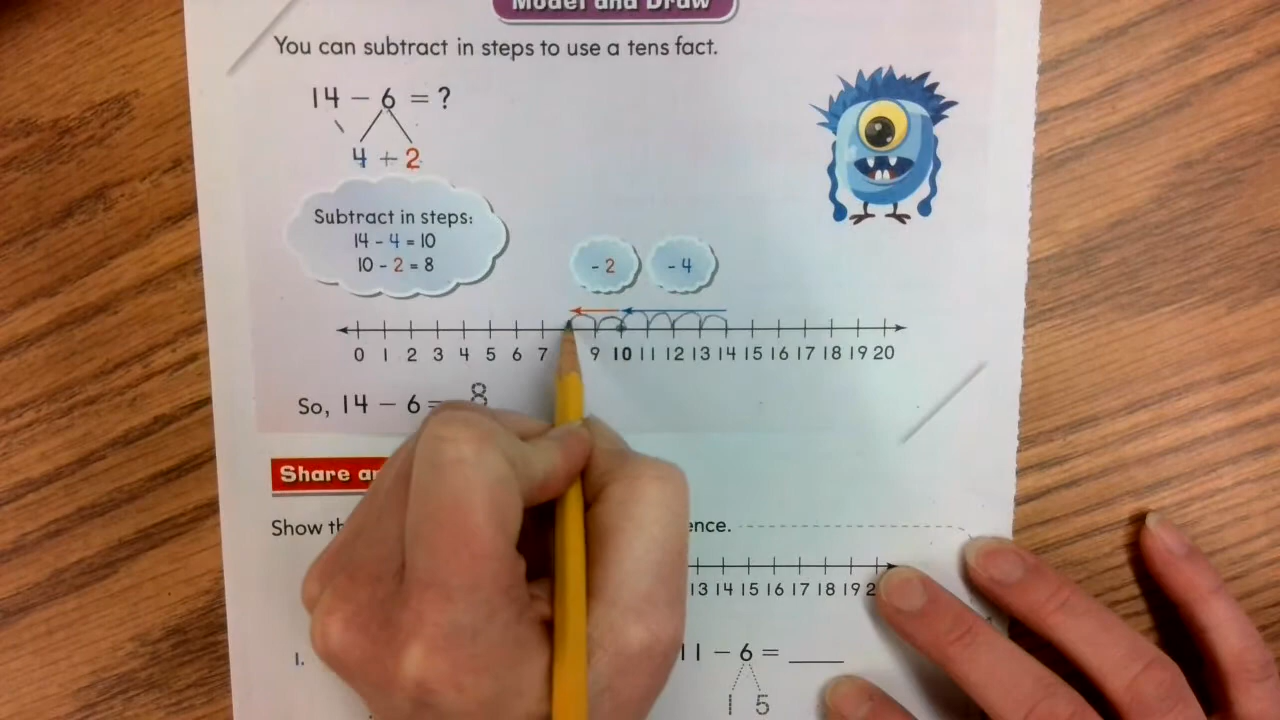 Model and Draw
You can subtract in steps to use a tens fact.
14 − 6 = ?
4 + 2
Subtract in steps:
14 - 4 = 10
10 - 2 = 8
- 2 - 4
0 1 2 3 4 5 6 7 9 10 11 12 13 14 15 16 17 18 19 20
So, 14 − 6 = 8
Share
Show
13 14 15 16 17 18 19 2
1. 11 − 6 = ____
1 5